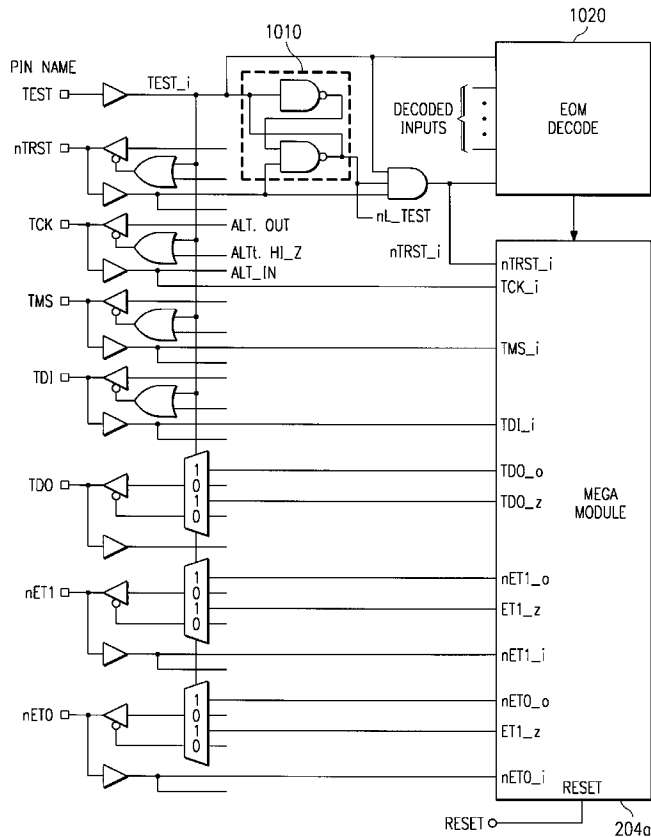 1010
1020
PIN NAME
TEST
TEST_i
DECODED
INPUTS
EOM
DECODE
nTRST
nL_TEST
TCK
ALT. OUT
ALTt. HI_Z
ALT_IN
nTRST_i
nTRST_i
TCK_i
TMS
TMS_i
TDI
TDI_i
TDO
1
0
1
0
TDO_o
TDO_z
MEGA
MODULE
nET1
1
0
1
0
nET1_o
ET1_z
nET1_i
nET0
1
0
1
0
nET0_o
ET1_z
nET0_i
RESET
RESET
204a